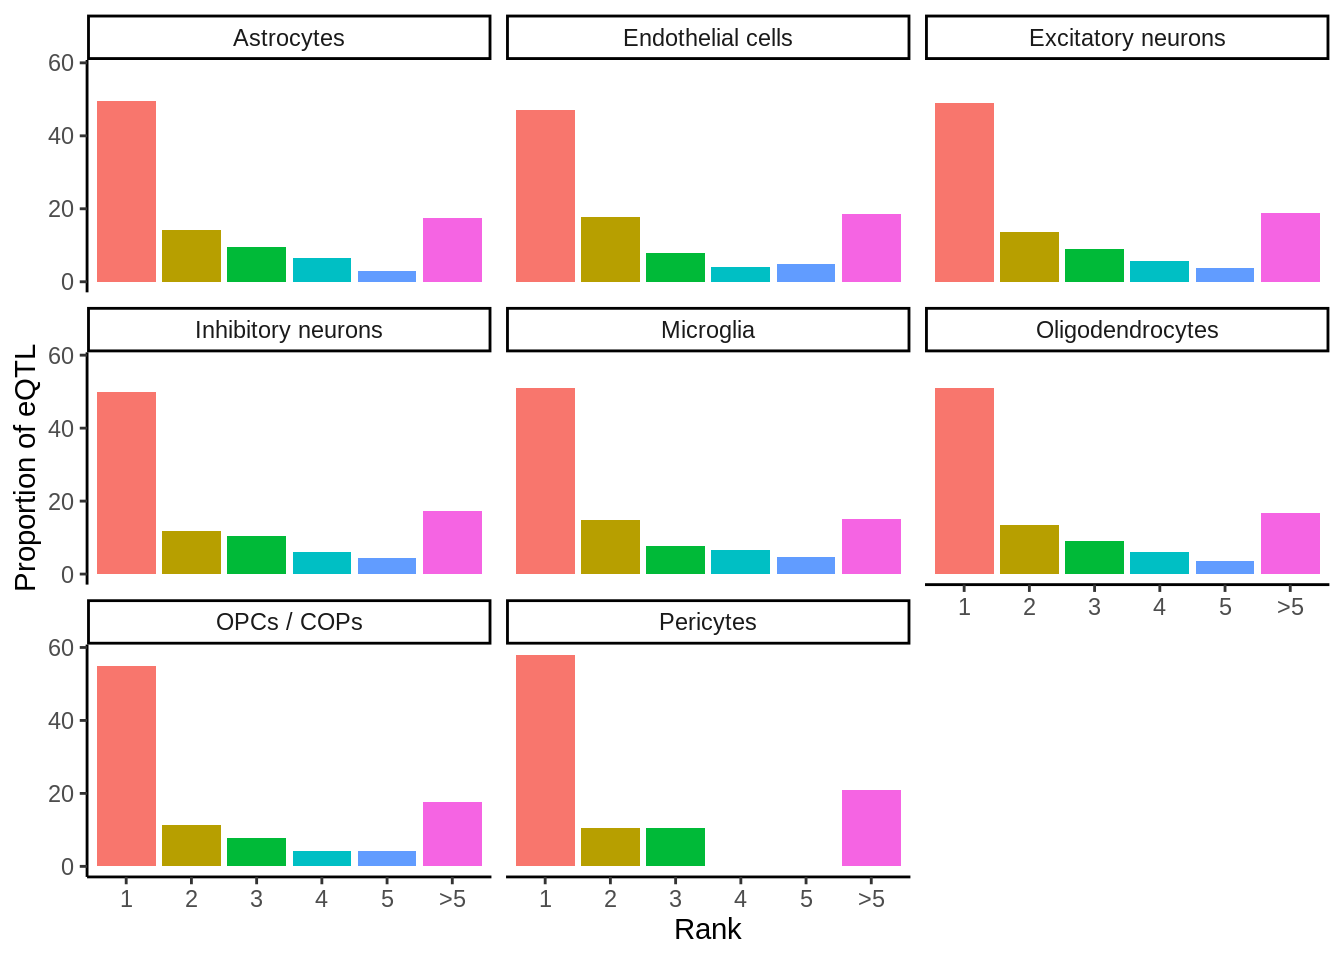 Astrocytes
Endothelial cells
Excitatory neurons
60
40
20
0
Inhibitory neurons
Microglia
Oligodendrocytes
60
40
20
0
1 2 3 4 5 >5
OPCs / COPs
Pericytes
60
40
20
0
1 2 3 4 5 >5
1 2 3 4 5 >5
Rank
Proportion of eQTL